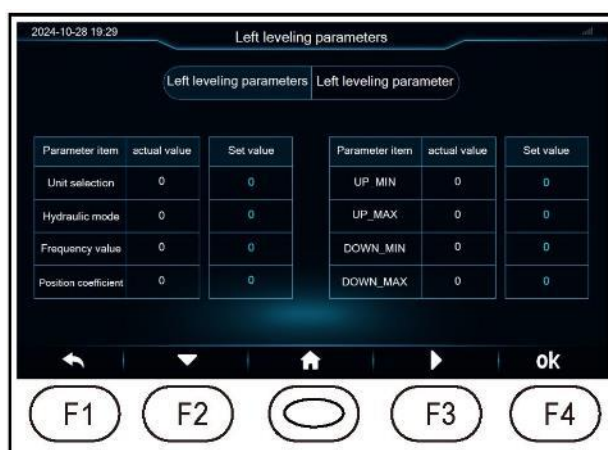 2024-10-28 19:29
Left leveling parameters
Left leveling parameters Left leveling parameter
Parameter item actual value Set value Parameter item actual value Set value
Unit selection 0 0 UP_MIN 0 0
Hydraulic mode 0 0 UP_MAX 0 0
Frequency value 0 0 DOWN_MIN 0 0
Position coefficient 0 0 DOWN_MAX 0 0
ok
F1 F2 F3 F4